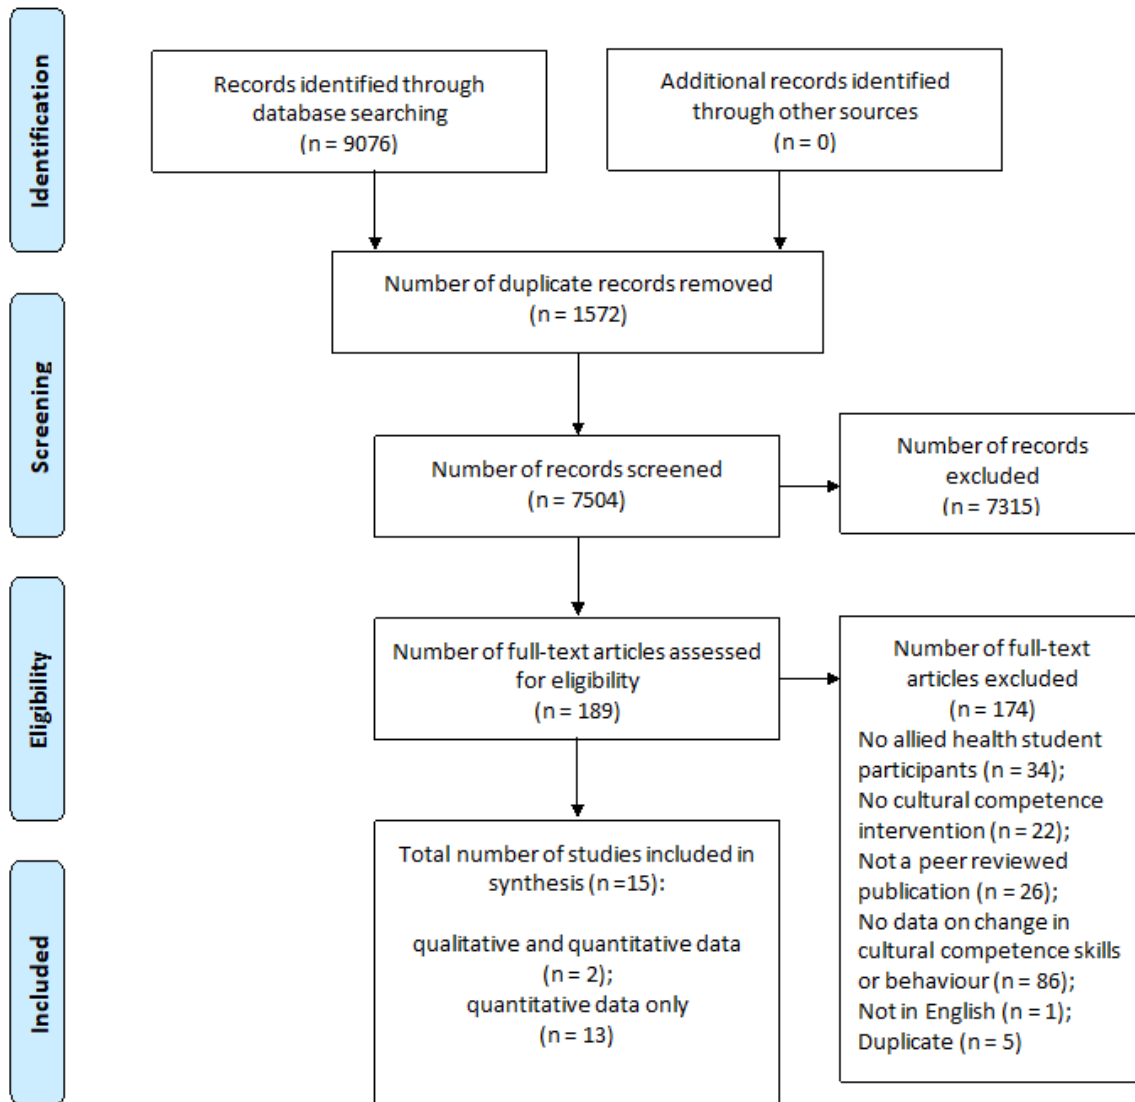 Identification
Records identified through
database searching
(n = 9076)
Additional records identified
through other sources
(n = 0)
Number of duplicate records removed
(n = 1572)
Screening
Number of records screened
(n = 7504)
Number of records
excluded
(n = 7315)
Eligibility
Number of full-text articles assessed
for eligibility
(n = 189)
Number of full-text
articles excluded
(n = 174)
No allied health student
participants (n = 34);
No cultural competence
intervention (n = 22);
Not a peer reviewed
publication (n = 26);
No data on change in
cultural competence skills
or behaviour (n = 86);
Not in English (n = 1);
Duplicate (n = 5)
Included
Total number of studies included in
synthesis (n =15):
qualitative and quantitative data
(n = 2);
quantitative data only
(n = 13)